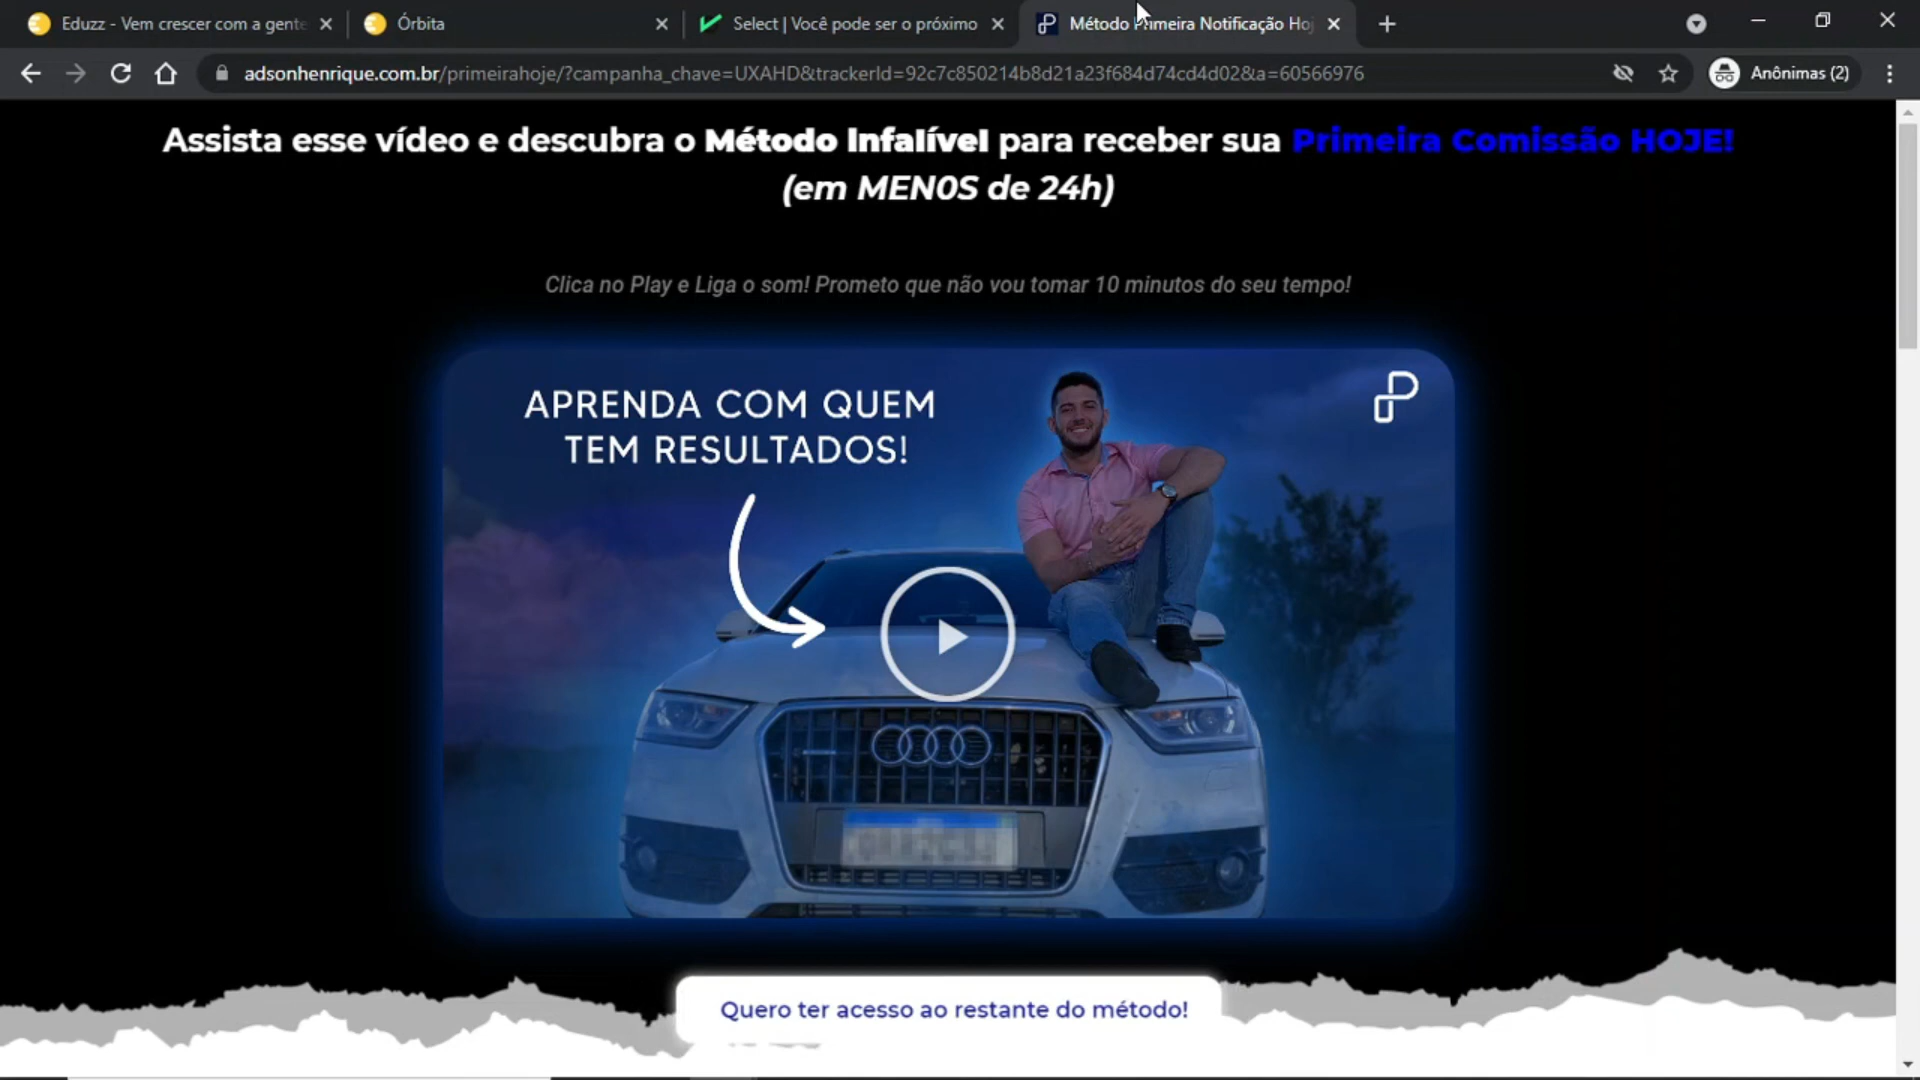 Eduzz - Vem crescer com a gente
Órbita
Select | Você pode ser o próximo
Método Primeira Notificação Ho
adsonhenrique.com.br/primeirahoje/?campanha_chave=UXAHD&trackerId=92c7c850214b8d21a23f684d74cd4d02&a=60566976
Anônimas (2)
Assista esse vídeo e descubra o Método Infalível para receber sua Primeira Comissão HOJE!
(em MEN0S de 24h)
Clica no Play e Liga o som! Prometo que não vou tomar 10 minutos do seu tempo!
APRENDA COM QUEM
TEM RESULTADOS!
Quero ter acesso ao restante do método!